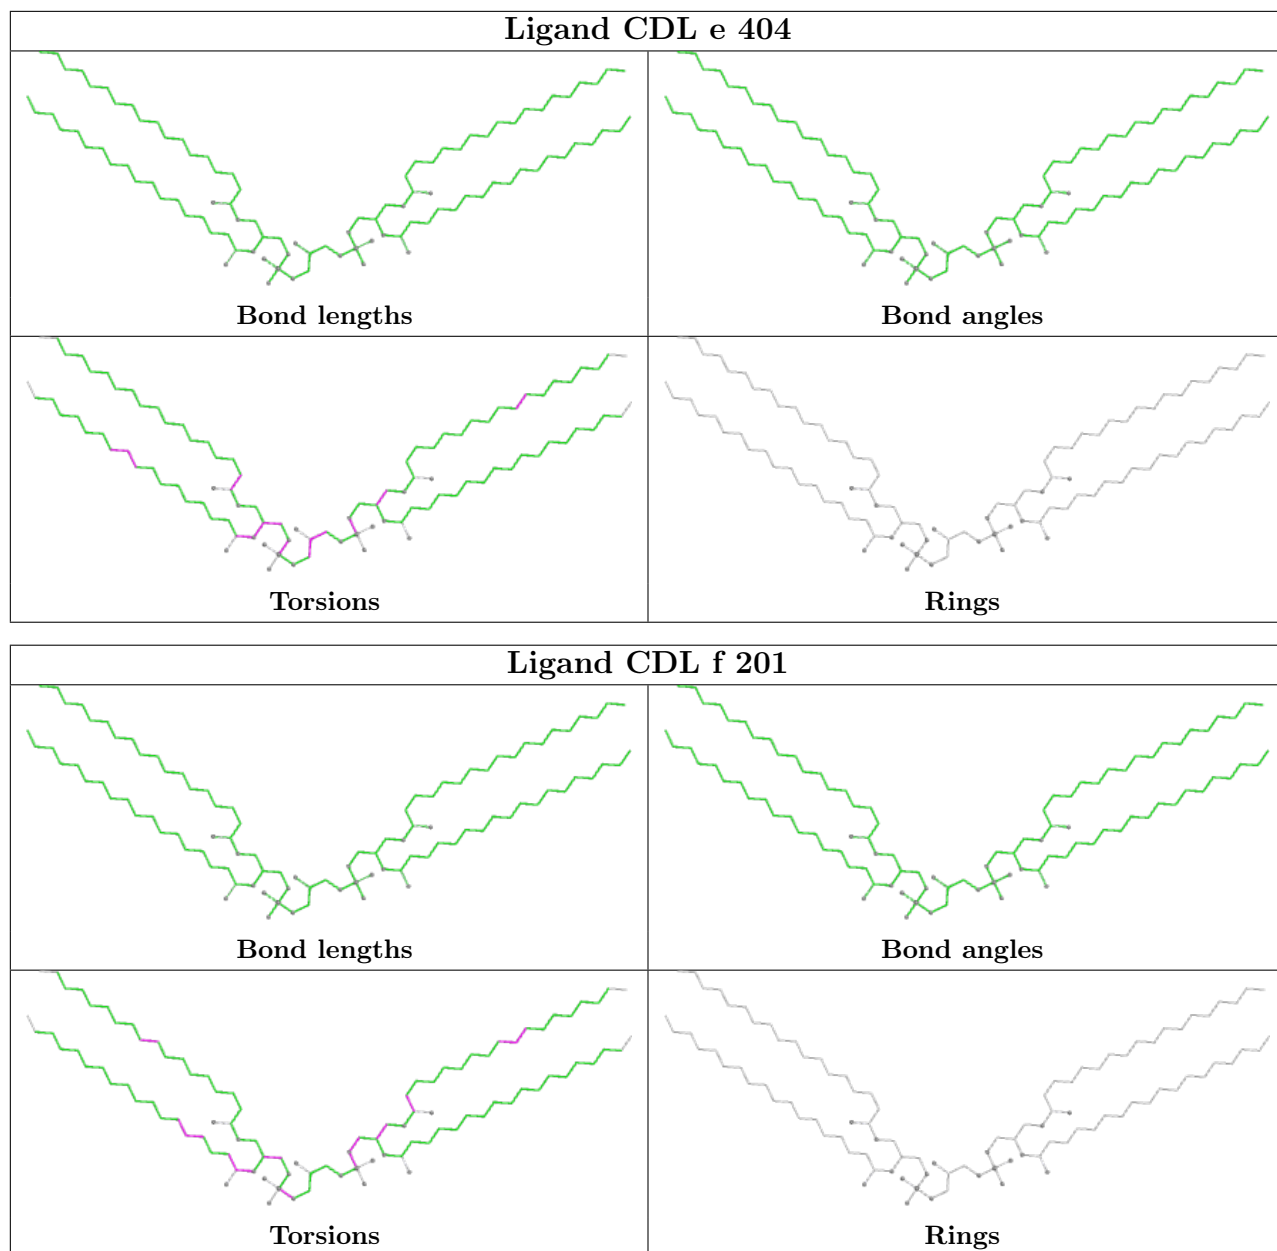 Ligand CDL e 404
Bond lengths
Bond angles
Torsions
Rings
Ligand CDL f 201
Bond lengths
Bond angles
Torsions
Rings